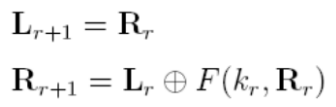 L_{r+1} = R_r
R_{r+1} = L_r ⊕ F(k_r, R_r)